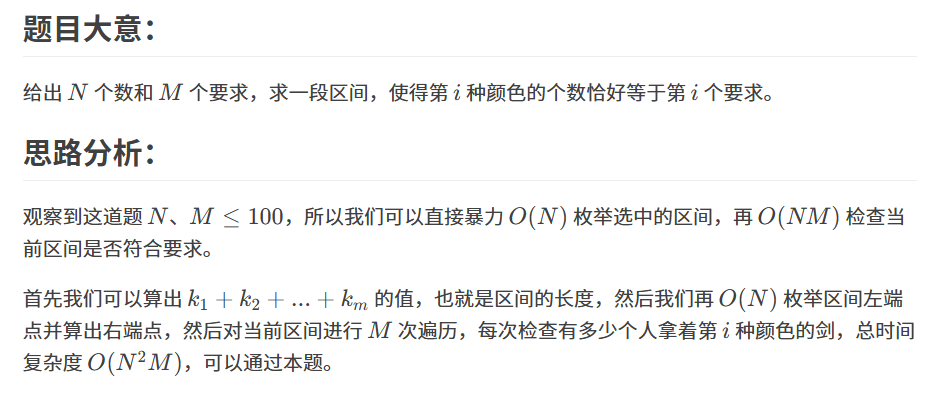 题目大意：
给出 N 个数和 M 个要求，求一段区间，使得第 i 种颜色的个数恰好等于第 i 个要求。
思路分析：
观察到这道题 N、M ≤ 100，所以我们可以直接暴力 O(N) 枚举选中的区间，再 O(NM) 检查当
前区间是否符合要求。
首先我们可以算出 k₁ + k₂ + ... + kₘ 的值，也就是区间的长度，然后我们再 O(N) 枚举区间左端
点并算出右端点，然后对当前区间进行 M 次遍历，每次检查有多少个人拿着第 i 种颜色的剑，总时间
复杂度 O(N²M)，可以通过本题。